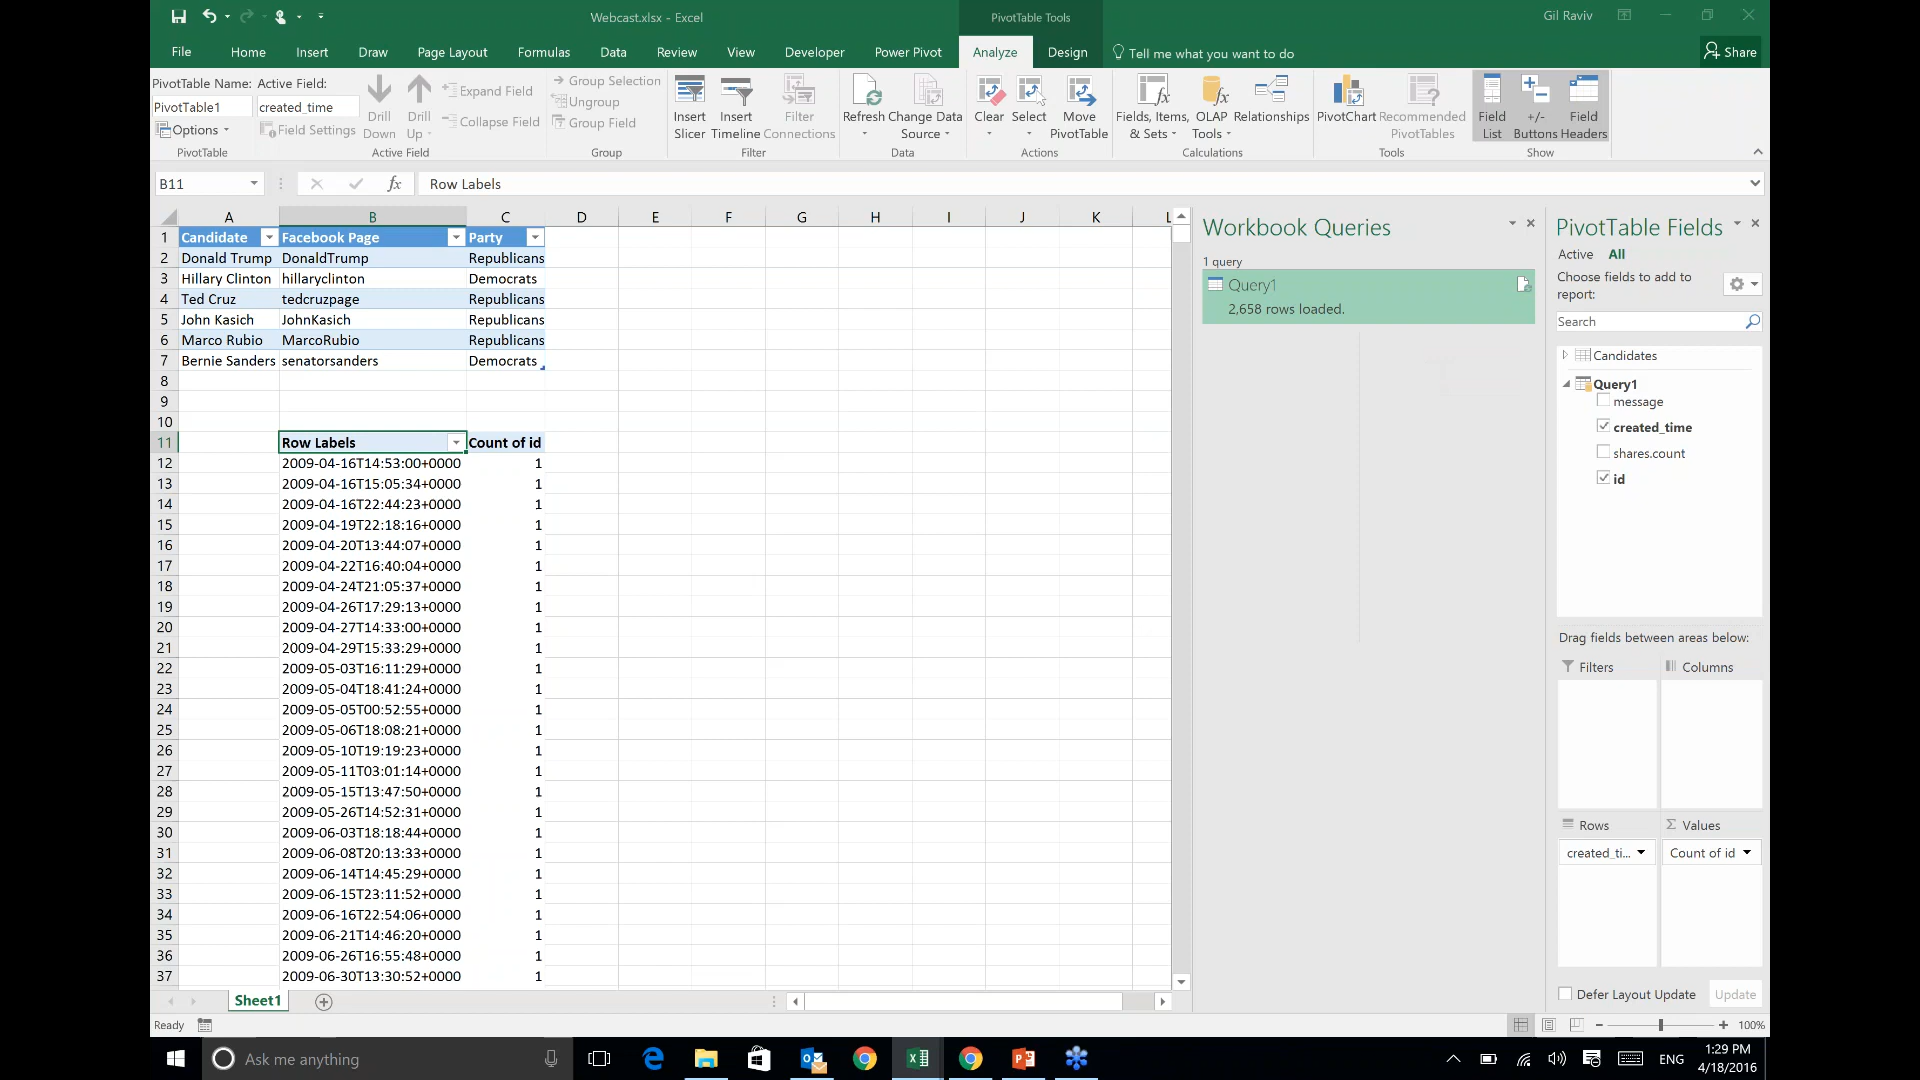 Webcast.xlsx - Excel
PivotTable Tools
Gil Raviv
File Home Insert Draw Page Layout Formulas Data Review View Developer Power Pivot Analyze Design Tell me what you want to do Share
PivotTable Name: Active Field:
PivotTable1 created_time
Options Field Settings
Drill Down
Drill Up
Expand Field
Collapse Field
Group Selection
Ungroup
Group Field
Insert Slicer
Insert Timeline
Filter Connections
Refresh
Change Data Source
Clear
Select
Move PivotTable
Fields, Items, & Sets
OLAP Tools
Relationships
PivotChart
Recommended PivotTables
Field List
+/- Buttons
Field Headers
PivotTable Active Field Group Filter Data Actions Calculations Tools Show
B11 fx Row Labels
A B C D E F G H I J K L
1 Candidate Facebook Page Party
2 Donald Trump DonaldTrump Republicans
3 Hillary Clinton hillaryclinton Democrats
4 Ted Cruz tedcruzpage Republicans
5 John Kasich JohnKasich Republicans
6 Marco Rubio MarcoRubio Republicans
7 Bernie Sanders senatorsanders Democrats
8
9
10
11 Row Labels Count of id
12 2009-04-16T14:53:00+0000 1
13 2009-04-16T15:05:34+0000 1
14 2009-04-16T22:44:23+0000 1
15 2009-04-19T22:18:16+0000 1
16 2009-04-20T13:44:07+0000 1
17 2009-04-22T16:40:04+0000 1
18 2009-04-24T21:05:37+0000 1
19 2009-04-26T17:29:13+0000 1
20 2009-04-27T14:33:00+0000 1
21 2009-04-29T15:33:29+0000 1
22 2009-05-03T16:11:29+0000 1
23 2009-05-04T18:41:24+0000 1
24 2009-05-05T00:52:55+0000 1
25 2009-05-06T18:08:21+0000 1
26 2009-05-10T19:19:23+0000 1
27 2009-05-11T03:01:14+0000 1
28 2009-05-15T13:47:50+0000 1
29 2009-05-26T14:52:31+0000 1
30 2009-06-03T18:18:44+0000 1
31 2009-06-08T20:13:33+0000 1
32 2009-06-14T14:45:29+0000 1
33 2009-06-15T23:11:52+0000 1
34 2009-06-16T22:54:06+0000 1
35 2009-06-21T14:46:20+0000 1
36 2009-06-26T16:55:48+0000 1
37 2009-06-30T13:30:52+0000 1
Sheet1
Ready
Workbook Queries
1 query
Query1
2,658 rows loaded.
PivotTable Fields
Active All
Choose fields to add to report:
Search
Candidates
Query1
message
created_time
shares.count
id
Drag fields between areas below:
Filters Columns
Rows Values
created_ti... Count of id
Defer Layout Update Update
100%
Ask me anything
ENG
1:29 PM
4/18/2016